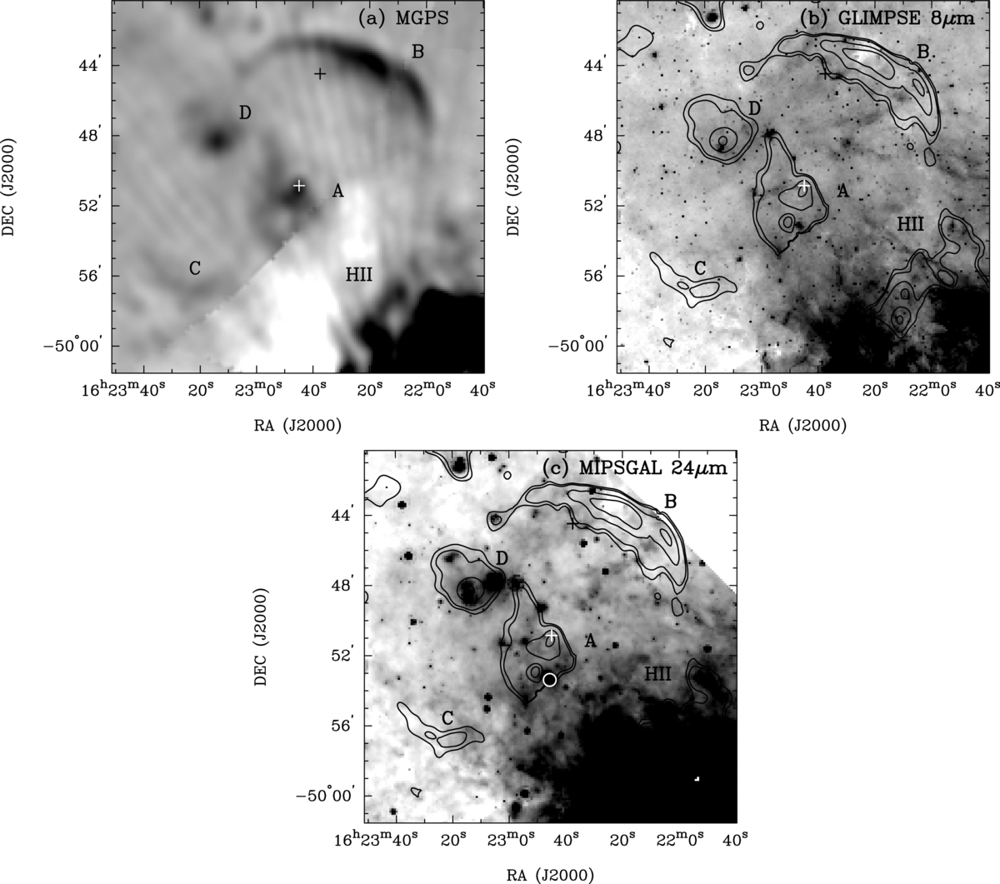 (a) MGPS
B
D
A
C
HII
44′
48′
52′
56′
−50°00′
DEC (J2000)
16h23m40s 20s 23m0s 40s 20s 22m0s 40s
RA (J2000)
(b) GLIMPSE 8μm
B
D
A
HII
C
44′
48′
52′
56′
−50°00′
DEC (J2000)
16h23m40s 20s 23m0s 40s 20s 22m0s 40s
RA (J2000)
(c) MIPSGAL 24μm
B
D
A
HII
C
44′
48′
52′
56′
−50°00′
DEC (J2000)
16h23m40s 20s 23m0s 40s 20s 22m0s 40s
RA (J2000)